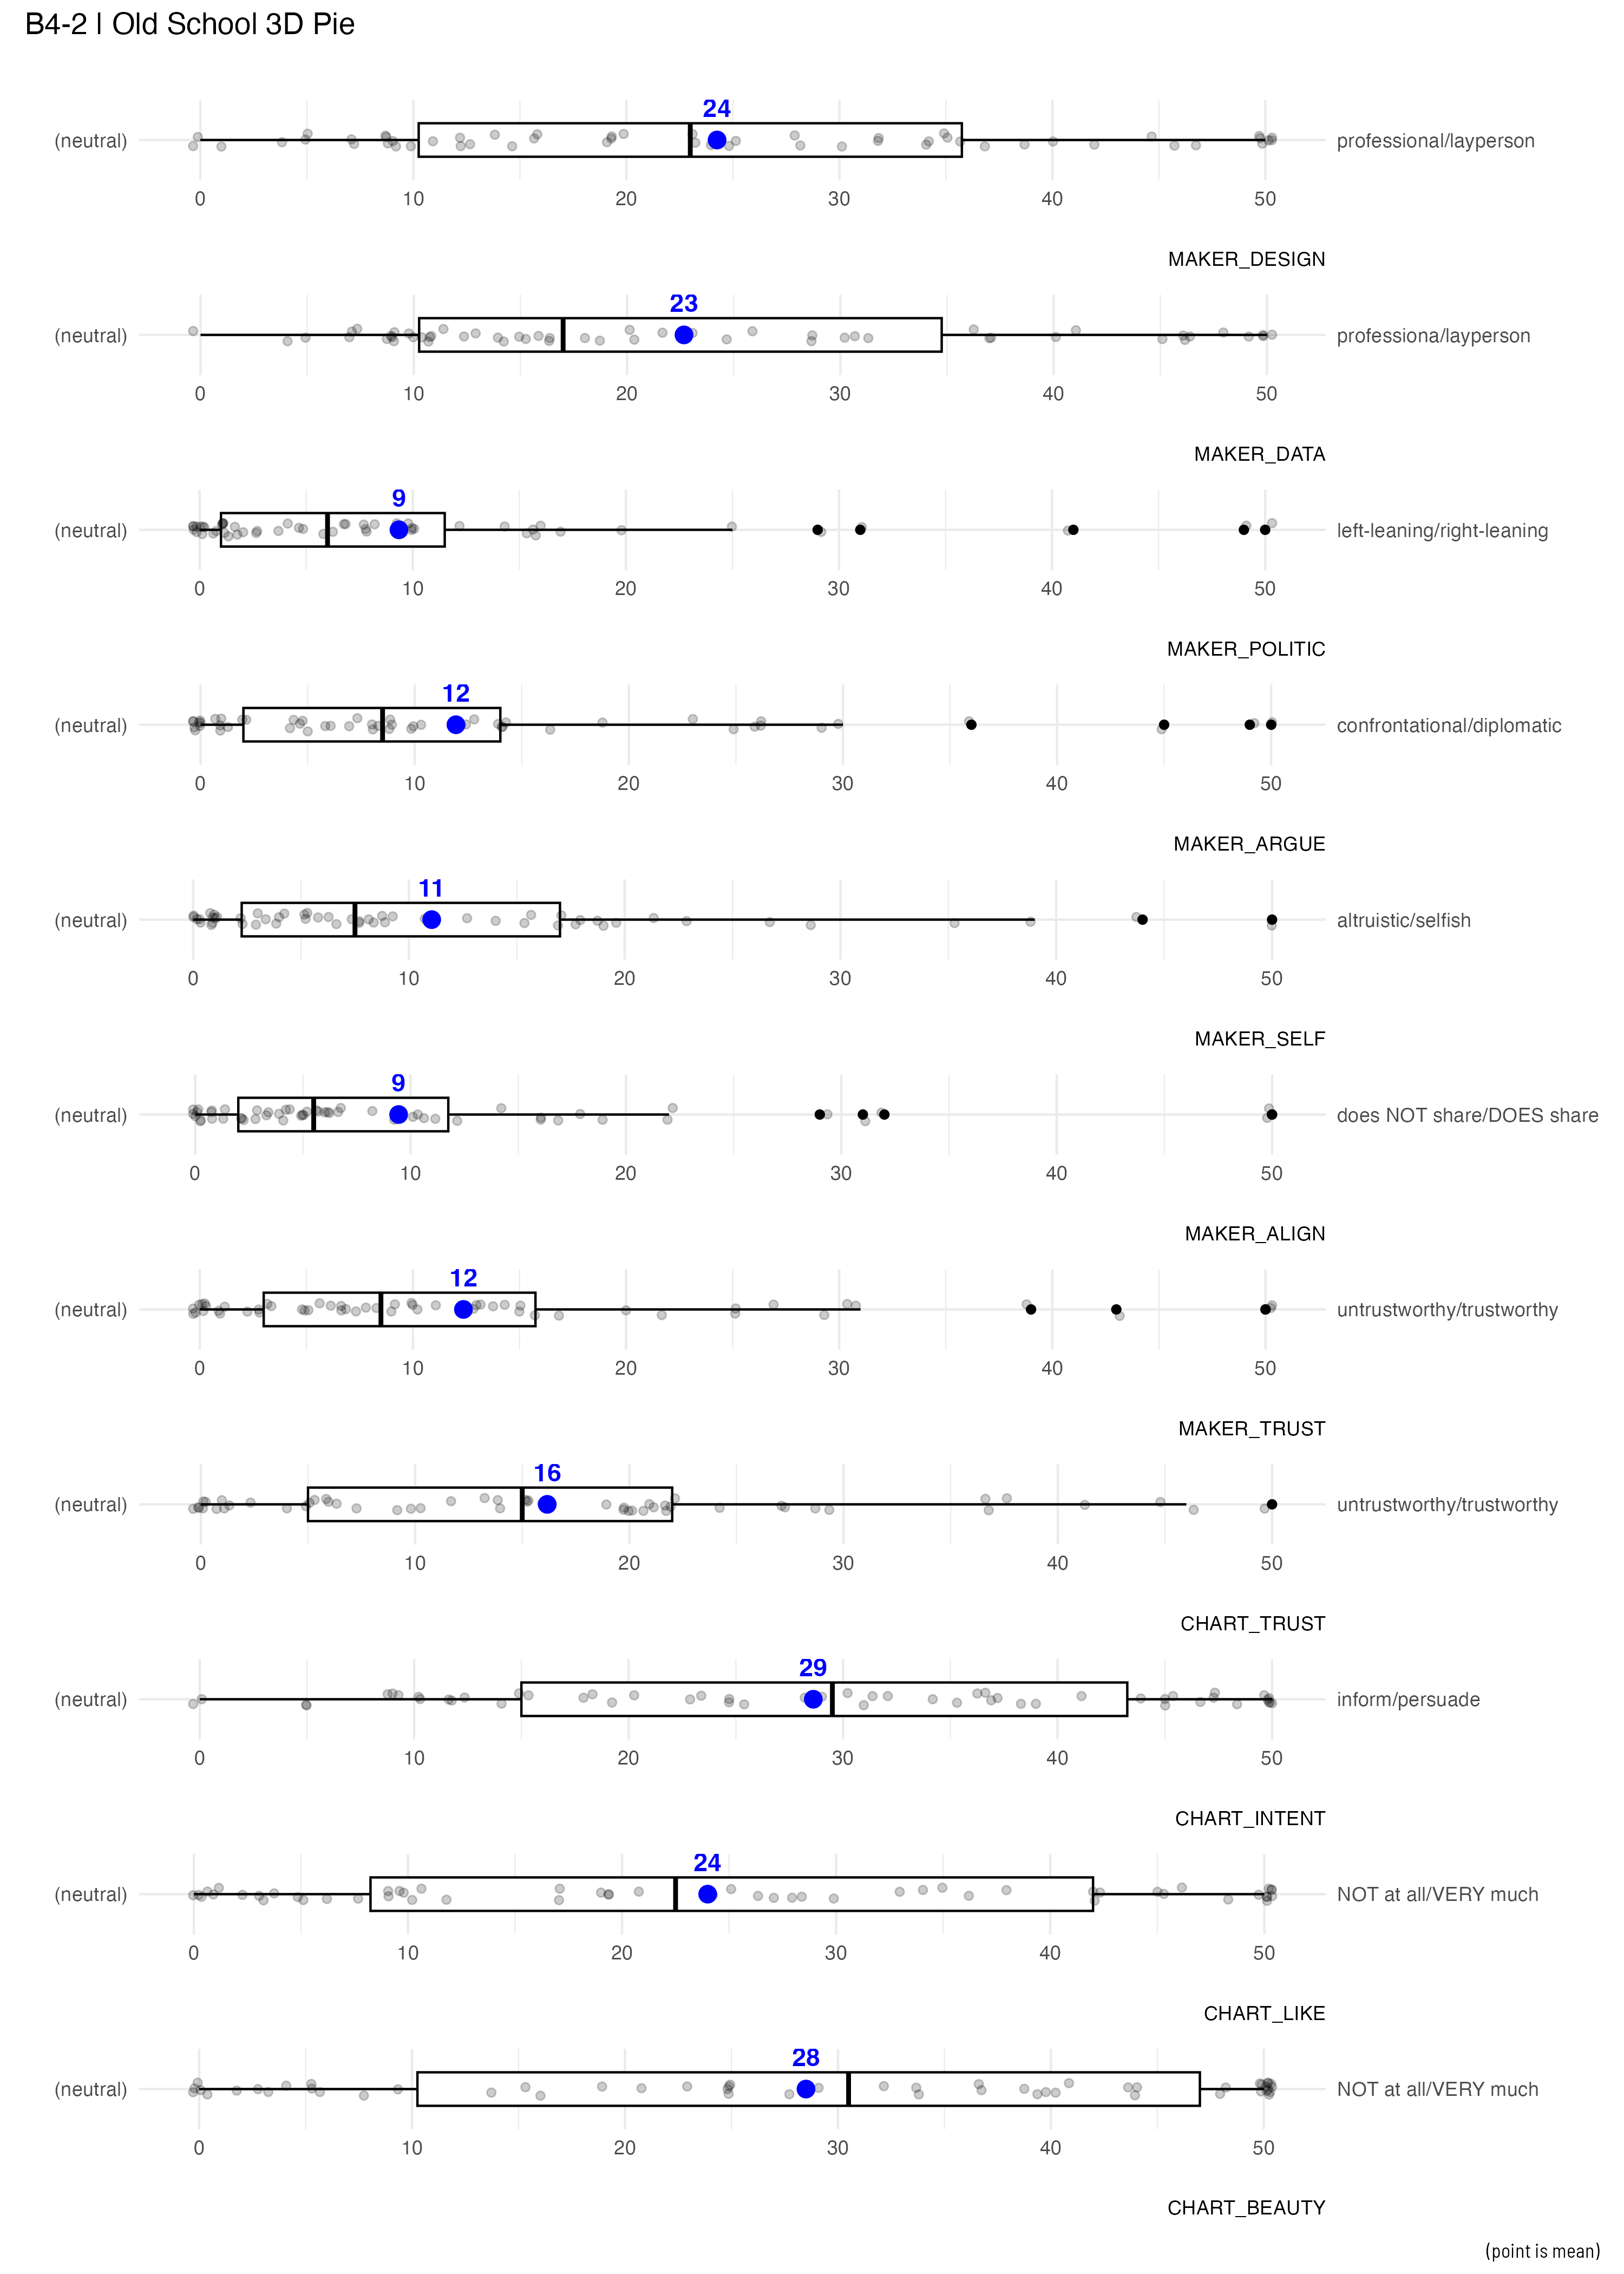 B4-2 | Old School 3D Pie
24
(neutral) professional/layperson
0 10 20 30 40 50
MAKER_DESIGN
23
(neutral) professiona/layperson
0 10 20 30 40 50
MAKER_DATA
9
(neutral) left-leaning/right-leaning
0 10 20 30 40 50
MAKER_POLITIC
12
(neutral) confrontational/diplomatic
0 10 20 30 40 50
MAKER_ARGUE
11
(neutral) altruistic/selfish
0 10 20 30 40 50
MAKER_SELF
9
(neutral) does NOT share/DOES share
0 10 20 30 40 50
MAKER_ALIGN
12
(neutral) untrustworthy/trustworthy
0 10 20 30 40 50
MAKER_TRUST
16
(neutral) untrustworthy/trustworthy
0 10 20 30 40 50
CHART_TRUST
29
(neutral) inform/persuade
0 10 20 30 40 50
CHART_INTENT
24
(neutral) NOT at all/VERY much
0 10 20 30 40 50
CHART_LIKE
28
(neutral) NOT at all/VERY much
0 10 20 30 40 50
CHART_BEAUTY
(point is mean)